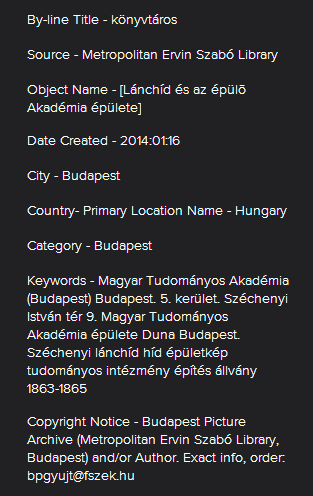 By-line Title - könyvtáros
Source - Metropolitan Ervin Szabó Library
Object Name - [Lánchíd és az épülõ
Akadémia épülete]
Date Created - 2014:01:16
City - Budapest
Country- Primary Location Name - Hungary
Category - Budapest
Keywords - Magyar Tudományos Akadémia
(Budapest) Budapest. 5. kerület. Széchenyi
István tér 9. Magyar Tudományos
Akadémia épülete Duna Budapest.
Széchenyi lánchíd híd épületkép
tudományos intézmény építés állvány
1863-1865
Copyright Notice - Budapest Picture
Archive (Metropolitan Ervin Szabó Library,
Budapest) and/or Author. Exact info, order:
bpgyujt@fszek.hu